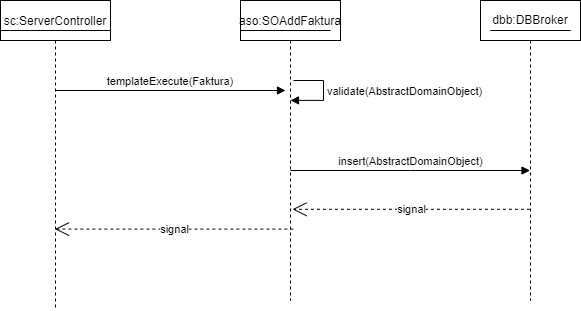 sc:ServerController
aso:SOAddFaktura
dbb:DBBroker
templateExecute(Faktura)
validate(AbstractDomainObject)
insert(AbstractDomainObject)
signal
signal